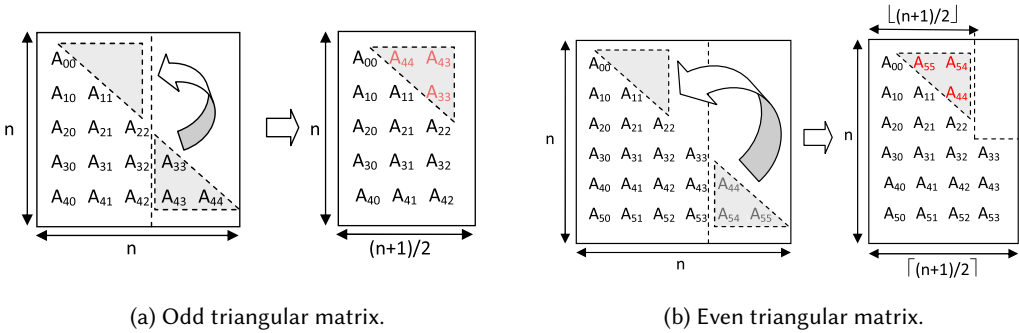 n
A₀₀
A₁₀ A₁₁
A₂₀ A₂₁ A₂₂
A₃₀ A₃₁ A₃₂ A₃₃
A₄₀ A₄₁ A₄₂ A₄₃ A₄₄
n
n
A₀₀ A₄₄ A₄₃
A₁₀ A₁₁ A₃₃
A₂₀ A₂₁ A₂₂
A₃₀ A₃₁ A₃₂
A₄₀ A₄₁ A₄₂
(n+1)/2
(a) Odd triangular matrix.
n
A₀₀
A₁₀ A₁₁
A₂₀ A₂₁ A₂₂
A₃₀ A₃₁ A₃₂ A₃₃
A₄₀ A₄₁ A₄₂ A₄₃ A₄₄
A₅₀ A₅₁ A₅₂ A₅₃ A₅₄ A₅₅
n
⌊(n+1)/2⌋
n
A₀₀ A₅₅ A₅₄
A₁₀ A₁₁ A₄₄
A₂₀ A₂₁ A₂₂
A₃₀ A₃₁ A₃₂ A₃₃
A₄₀ A₄₁ A₄₂ A₄₃
A₅₀ A₅₁ A₅₂ A₅₃
⌈(n+1)/2⌉
(b) Even triangular matrix.